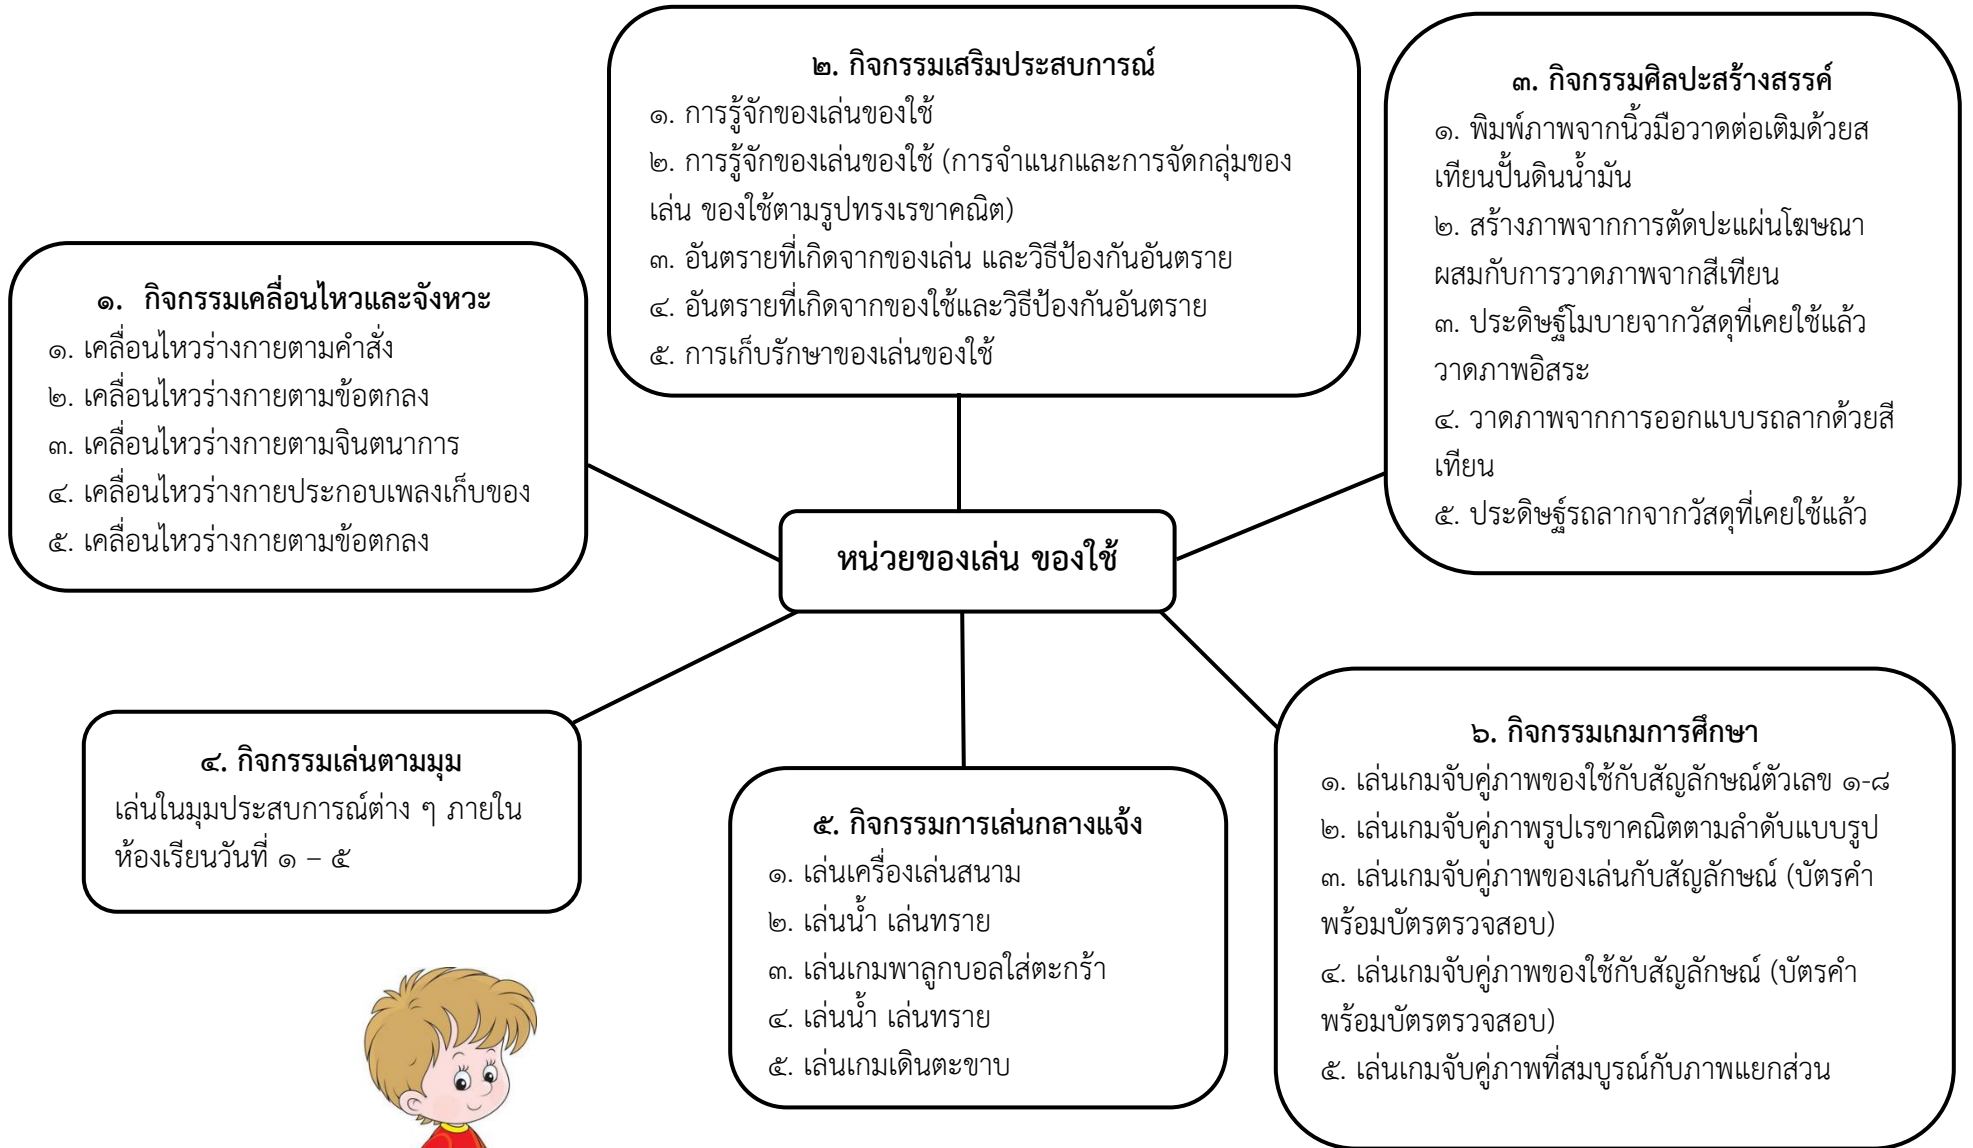 ๒. กิจกรรมเสริมประสบการณ์
๑. การรู้จักของเล่นของใช้
๒. การรู้จักของเล่นของใช้ (การจำแนกและการจัดกลุ่มของ
เล่น ของใช้ตามรูปทรงเรขาคณิต)
๓. อันตรายที่เกิดจากของเล่น และวิธีป้องกันอันตราย
๔. อันตรายที่เกิดจากของใช้และวิธีป้องกันอันตราย
๕. การเก็บรักษาของเล่นของใช้
๓. กิจกรรมศิลปะสร้างสรรค์
๑. พิมพ์ภาพจากนิ้วมือวาดต่อเติมด้วยส
เทียนปั้นดินน้ำมัน
๒. สร้างภาพจากการตัดปะแผ่นโฆษณา
ผสมกับการวาดภาพจากสีเทียน
๓. ประดิษฐ์โมบายจากวัสดุที่เคยใช้แล้ว
วาดภาพอิสระ
๔. วาดภาพจากการออกแบบรถลากด้วยสี
เทียน
๕. ประดิษฐ์รถลากจากวัสดุที่เคยใช้แล้ว
๑. กิจกรรมเคลื่อนไหวและจังหวะ
๑. เคลื่อนไหวร่างกายตามคำสั่ง
๒. เคลื่อนไหวร่างกายตามข้อตกลง
๓. เคลื่อนไหวร่างกายตามจินตนาการ
๔. เคลื่อนไหวร่างกายประกอบเพลงเก็บของ
๕. เคลื่อนไหวร่างกายตามข้อตกลง
หน่วยของเล่น ของใช้
๔. กิจกรรมเล่นตามมุม
เล่นในมุมประสบการณ์ต่าง ๆ ภายใน
ห้องเรียนวันที่ ๑ – ๕
๕. กิจกรรมการเล่นกลางแจ้ง
๑. เล่นเครื่องเล่นสนาม
๒. เล่นน้ำ เล่นทราย
๓. เล่นเกมพาลูกบอลใส่ตะกร้า
๔. เล่นน้ำ เล่นทราย
๕. เล่นเกมเดินตะขาบ
๖. กิจกรรมเกมการศึกษา
๑. เล่นเกมจับคู่ภาพของใช้กับสัญลักษณ์ตัวเลข ๑-๘
๒. เล่นเกมจับคู่ภาพรูปเรขาคณิตตามลำดับแบบรูป
๓. เล่นเกมจับคู่ภาพของเล่นกับสัญลักษณ์ (บัตรคำ
พร้อมบัตรตรวจสอบ)
๔. เล่นเกมจับคู่ภาพของใช้กับสัญลักษณ์ (บัตรคำ
พร้อมบัตรตรวจสอบ)
๕. เล่นเกมจับคู่ภาพที่สมบูรณ์กับภาพแยกส่วน